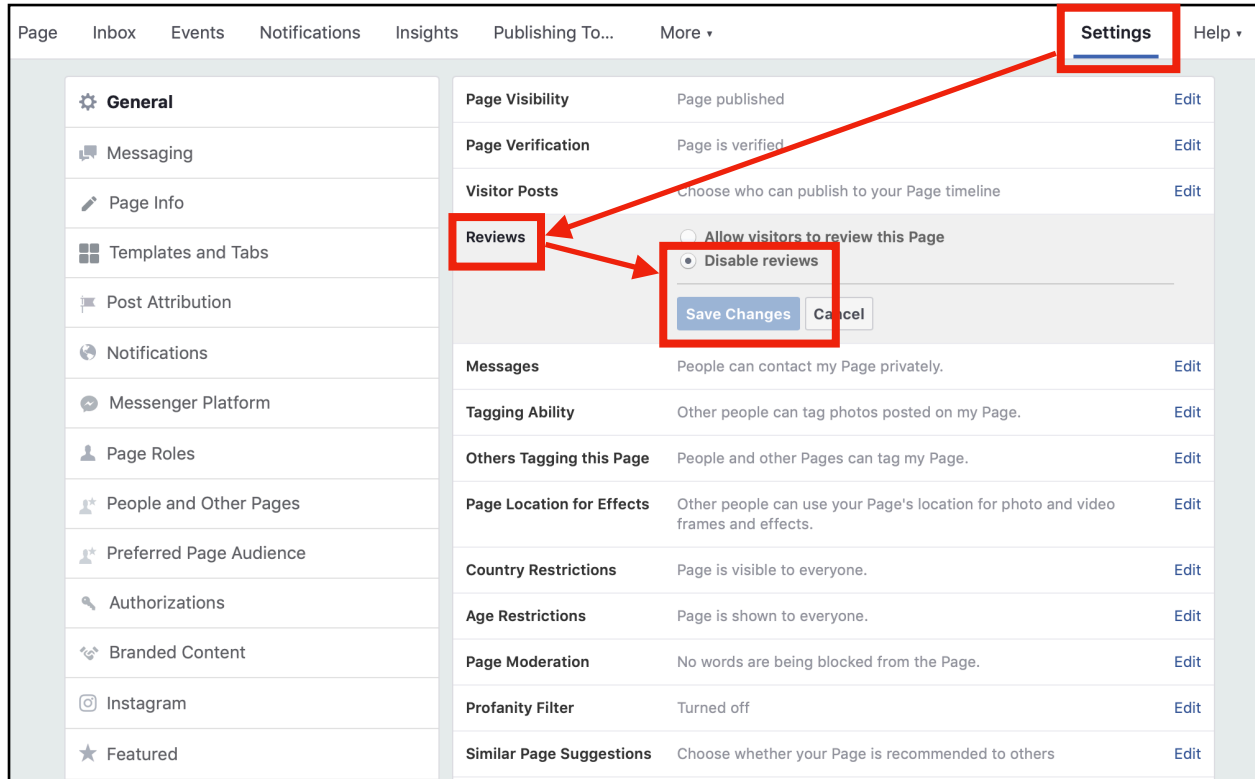 Page Inbox Events Notifications Insights Publishing To... More Settings Help
General
Messaging
Page Info
Templates and Tabs
Post Attribution
Notifications
Messenger Platform
Page Roles
People and Other Pages
Preferred Page Audience
Authorizations
Branded Content
Instagram
Featured
Page Visibility Page published Edit
Page Verification Page is verified Edit
Visitor Posts Choose who can publish to your Page timeline Edit
Reviews Allow visitors to review this Page
Disable reviews
Save Changes Cancel
Messages People can contact my Page privately. Edit
Tagging Ability Other people can tag photos posted on my Page. Edit
Others Tagging this Page People and other Pages can tag my Page. Edit
Page Location for Effects Other people can use your Page's location for photo and video Edit
frames and effects.
Country Restrictions Page is visible to everyone. Edit
Age Restrictions Page is shown to everyone. Edit
Page Moderation No words are being blocked from the Page. Edit
Profanity Filter Turned off Edit
Similar Page Suggestions Choose whether your Page is recommended to others Edit